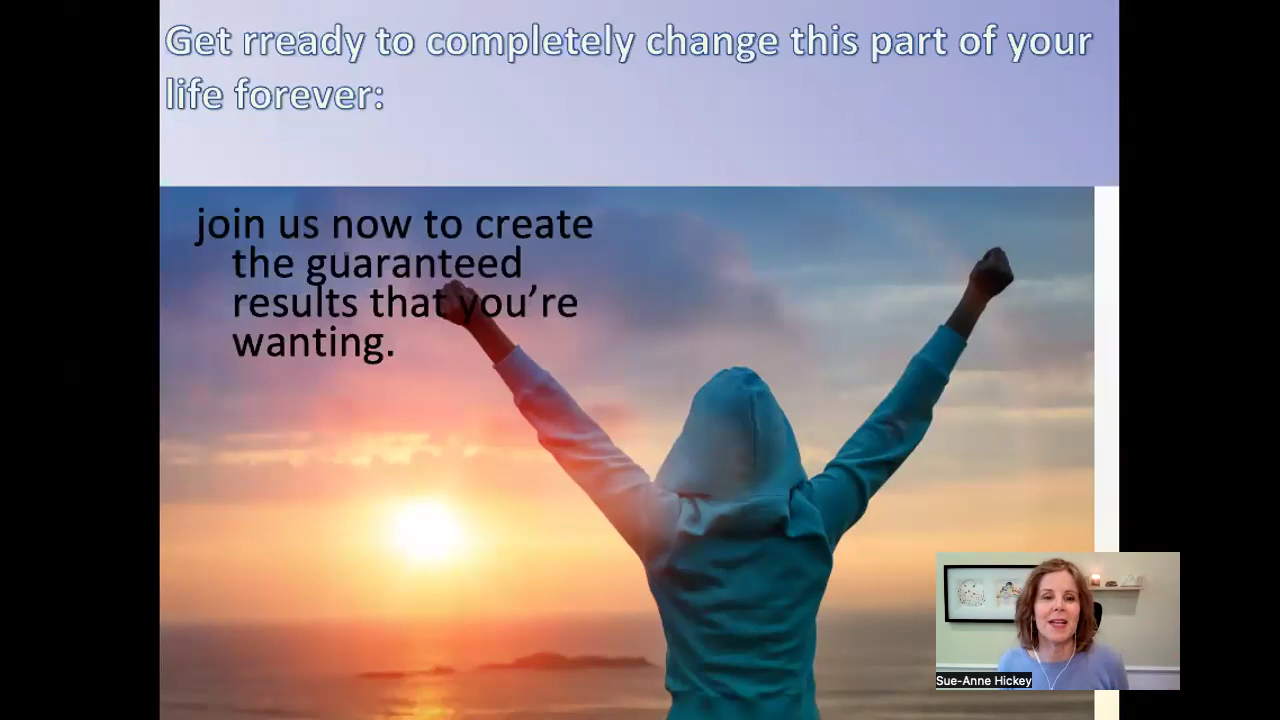 Get rready to completely change this part of your
life forever:
join us now to create
the guaranteed
results that you’re
wanting.
Sue-Anne Hickey